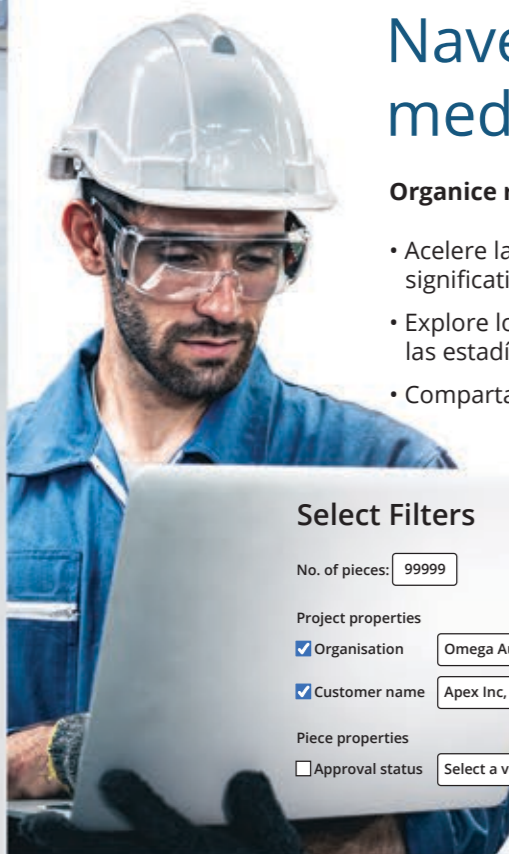 Nave
med
Organice
• Acelere la
significati
• Explore lo
las estadí
• Comparta
Select Filters
No. of pieces: 99999
Project properties
Organisation Omega A
Customer name Apex Inc,
Piece properties
Approval status Select a v